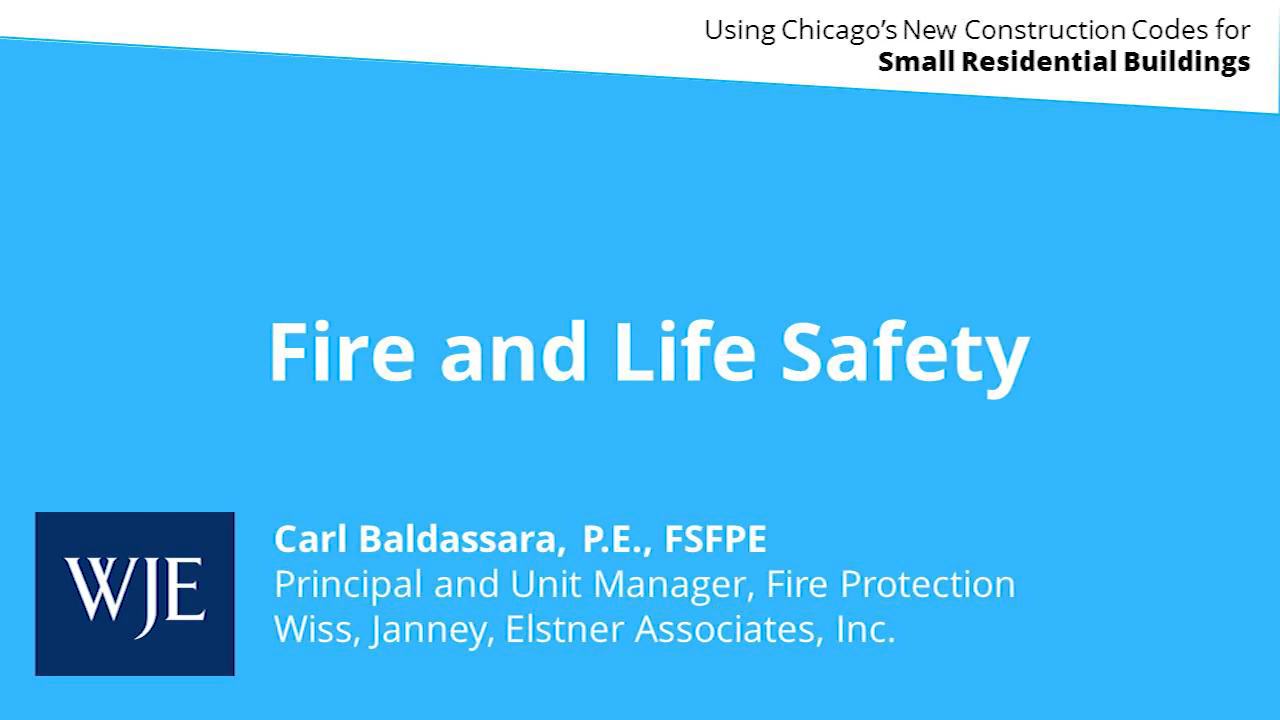 Using Chicago’s New Construction Codes for
Small Residential Buildings
Fire and Life Safety
WJE
Carl Baldassara, P.E., FSFPE
Principal and Unit Manager, Fire Protection
Wiss, Janney, Elstner Associates, Inc.